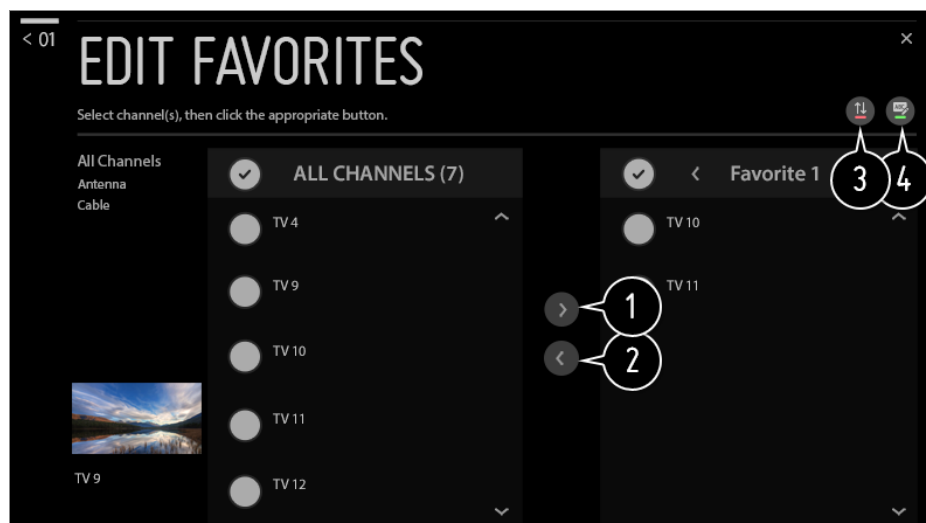 < 01
EDIT FAVORITES
Select channel(s), then click the appropriate button.
ABC
3
4
All Channels
Antenna
Cable
ALL CHANNELS (7)
TV 4
TV 9
TV 10
TV 11
TV 12
1
2
Favorite 1
TV 10
TV 11
TV 9